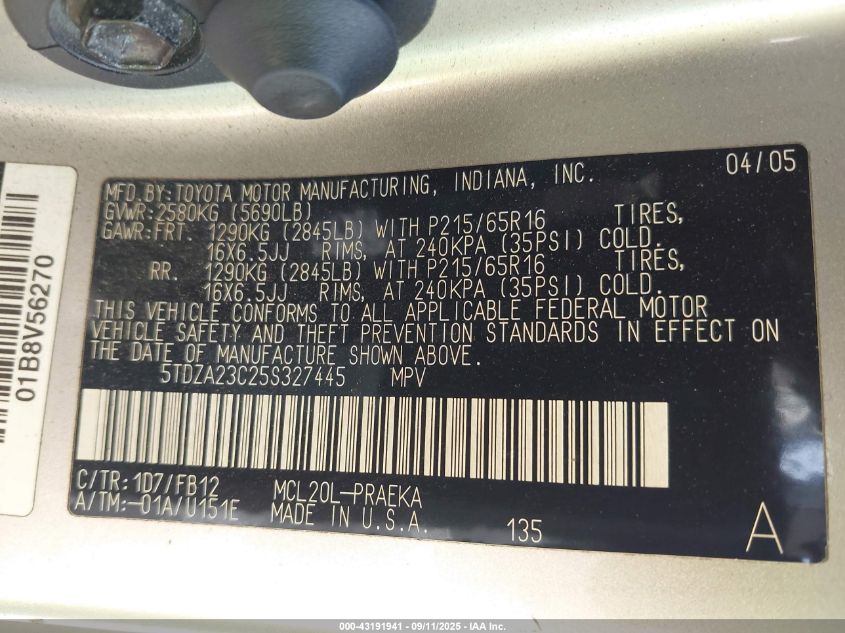 MFD.BY:TOYOTA MOTOR MANUFACTURING, INDIANA, INC. 04/05
GVWR:2580KG (5690LB)
GAWR:FRT. 1290KG (2845LB) WITH P215/65R16 TIRES,
16X6.5JJ RIMS, AT 240KPA (35PSI) COLD.
RR. 1290KG (2845LB) WITH P215/65R16 TIRES,
16X6.5JJ RIMS, AT 240KPA (35PSI) COLD.
THIS VEHICLE CONFORMS TO ALL APPLICABLE FEDERAL MOTOR
VEHICLE SAFETY AND THEFT PREVENTION STANDARDS IN EFFECT ON
THE DATE OF MANUFACTURE SHOWN ABOVE.
5TDZA23C25S327445 MPV
C/TR: 1D7/FB12 MCL20L-PRAEKA
A/TM:-01A/U151E MADE IN U.S.A. 135 A
01B8V56270
000-43191941 - 09/11/2025 - IAA Inc.